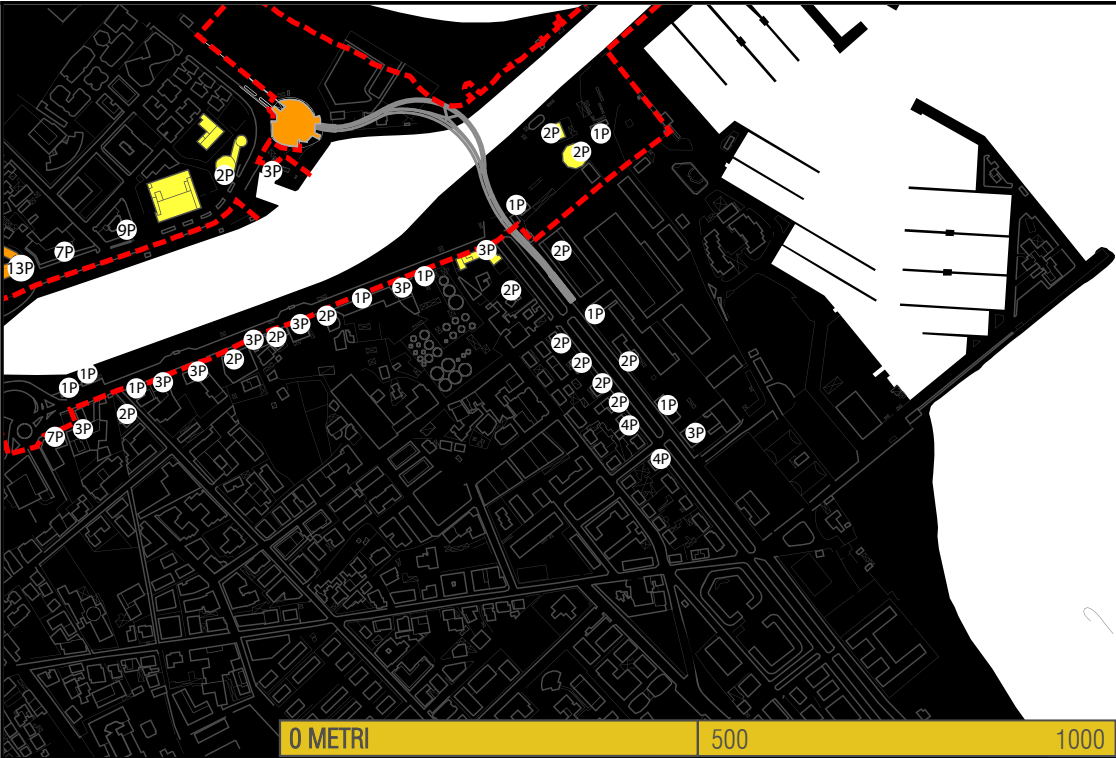 2P 1P
2P
2P 3P
1P
9P
7P 3P 2P
13P
1P
3P 2P
1P
2P 1P
3P
3P 2P 2P
2P 2P 2P
1P 3P
1P 1P 3P 2P
2P
1P
2P 4P
7P 3P 3P
4P
0 METRI 500 1000